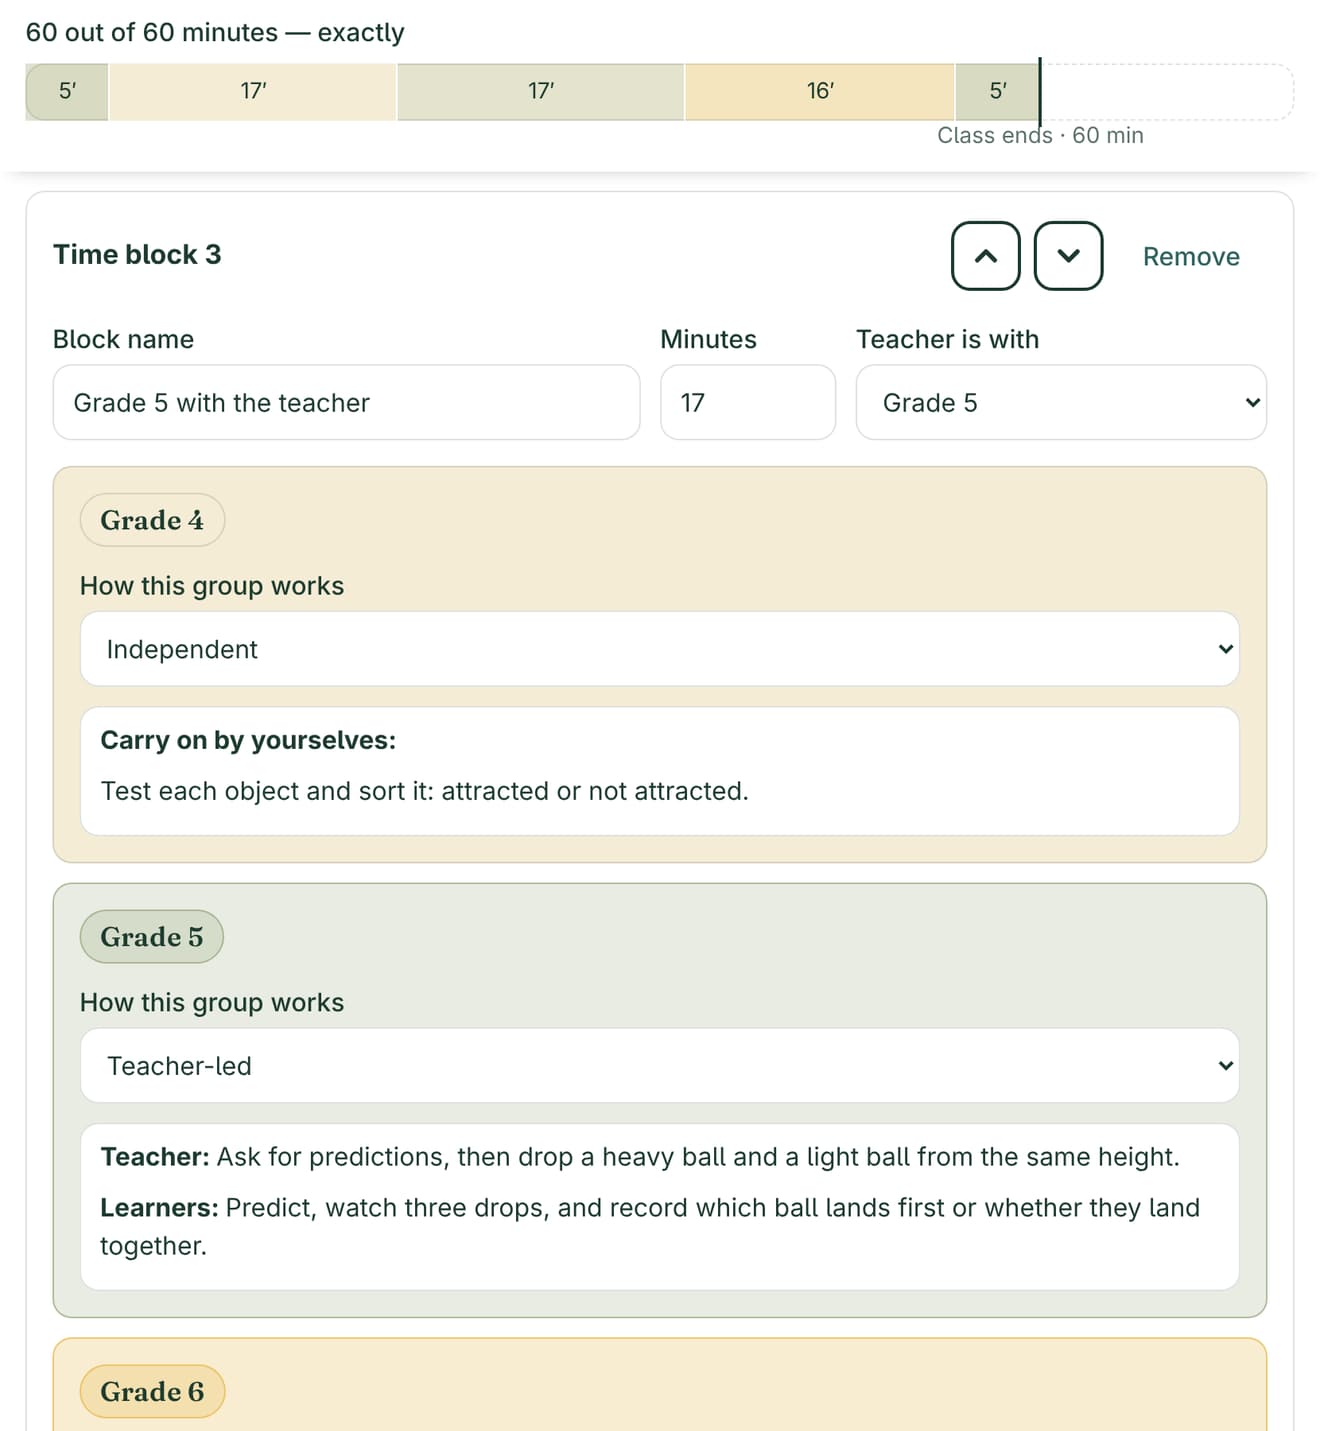 60 out of 60 minutes — exactly
5′ 17′ 17′ 16′ 5′
Class ends · 60 min
Time block 3
Remove
Block name Minutes Teacher is with
Grade 5 with the teacher 17 Grade 5
Grade 4
How this group works
Independent
Carry on by yourselves:
Test each object and sort it: attracted or not attracted.
Grade 5
How this group works
Teacher-led
Teacher: Ask for predictions, then drop a heavy ball and a light ball from the same height.
Learners: Predict, watch three drops, and record which ball lands first or whether they land
together.
Grade 6